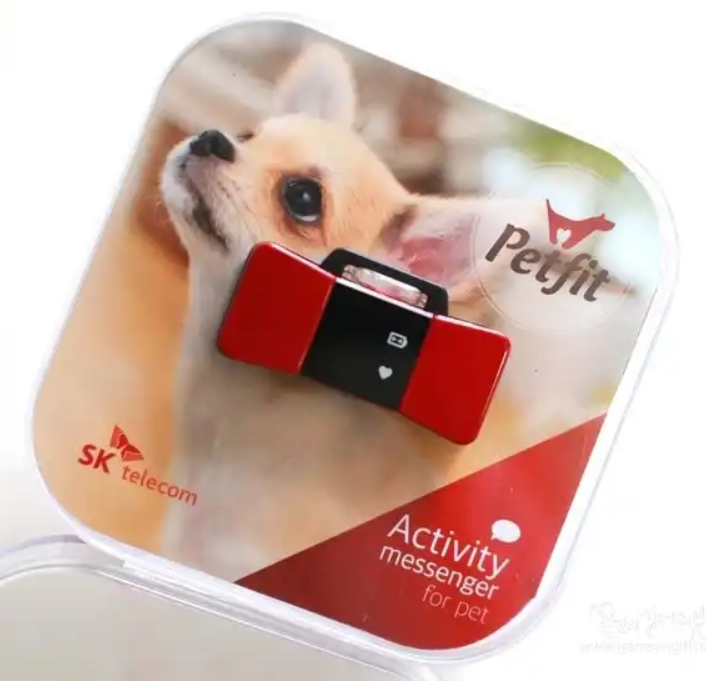 Petfit
SK telecom
Activity
messenger
for pet